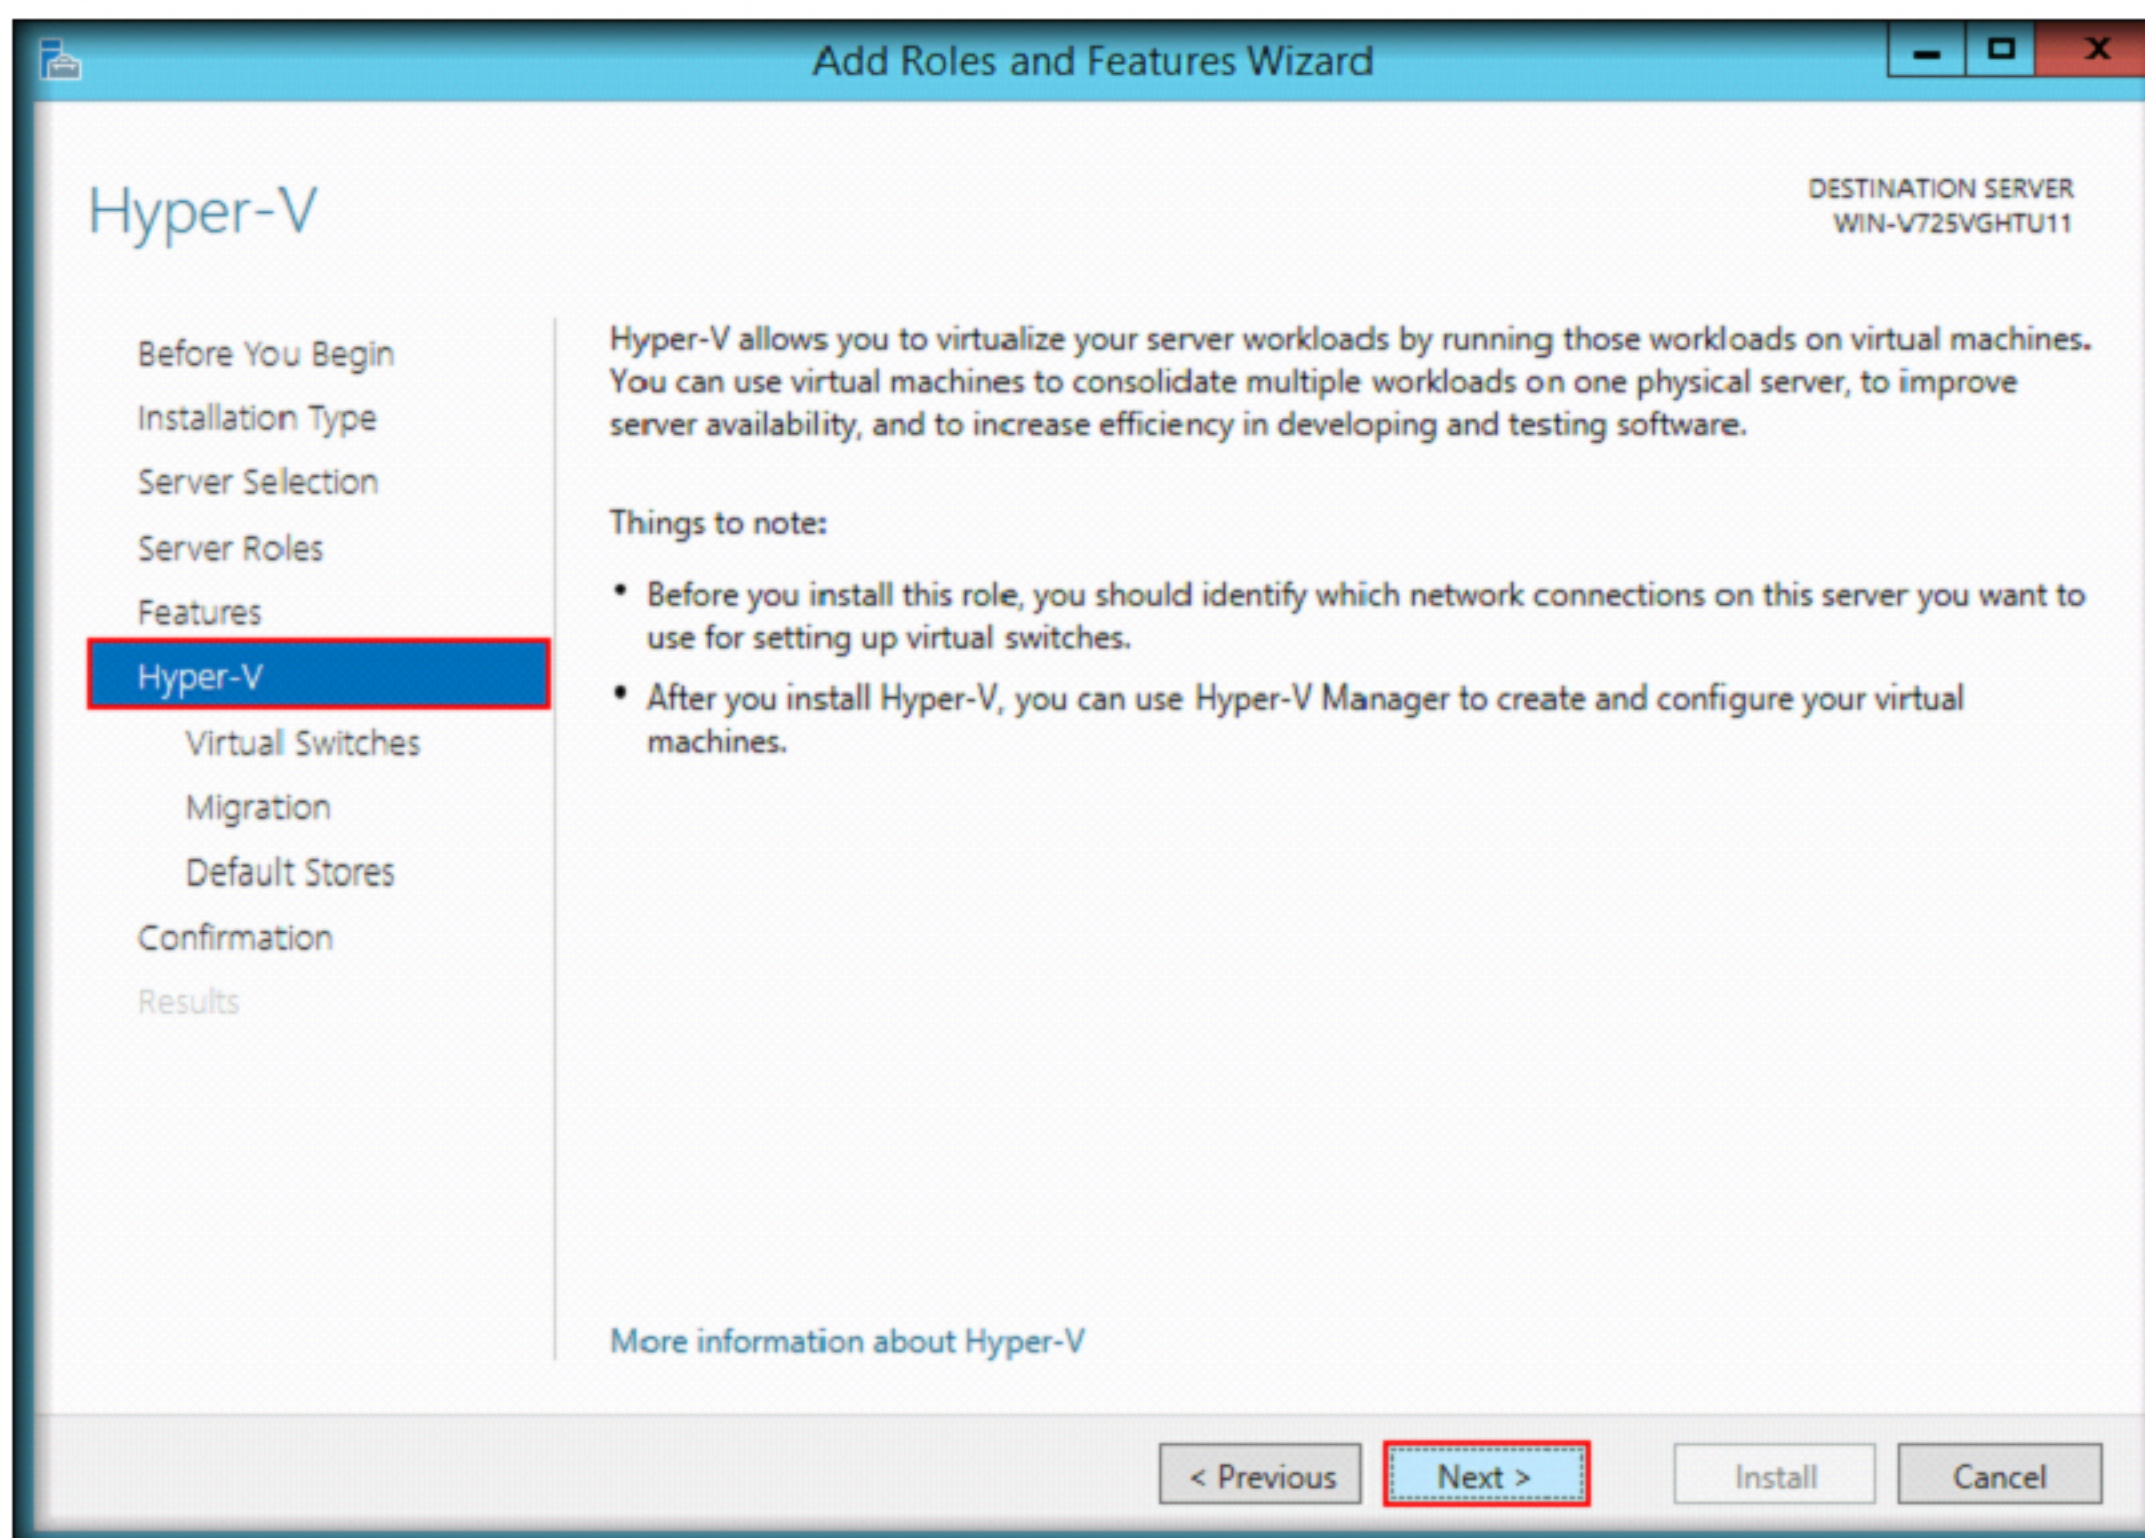 Add Roles and Features Wizard
Hyper-V
DESTINATION SERVER
WIN-V725VGHTU11
Before You Begin
Installation Type
Server Selection
Server Roles
Features
Hyper-V
Virtual Switches
Migration
Default Stores
Confirmation
Results
Hyper-V allows you to virtualize your server workloads by running those workloads on virtual machines.
You can use virtual machines to consolidate multiple workloads on one physical server, to improve
server availability, and to increase efficiency in developing and testing software.
Things to note:
• Before you install this role, you should identify which network connections on this server you want to
use for setting up virtual switches.
• After you install Hyper-V, you can use Hyper-V Manager to create and configure your virtual
machines.
More information about Hyper-V
< Previous
Next >
Install
Cancel